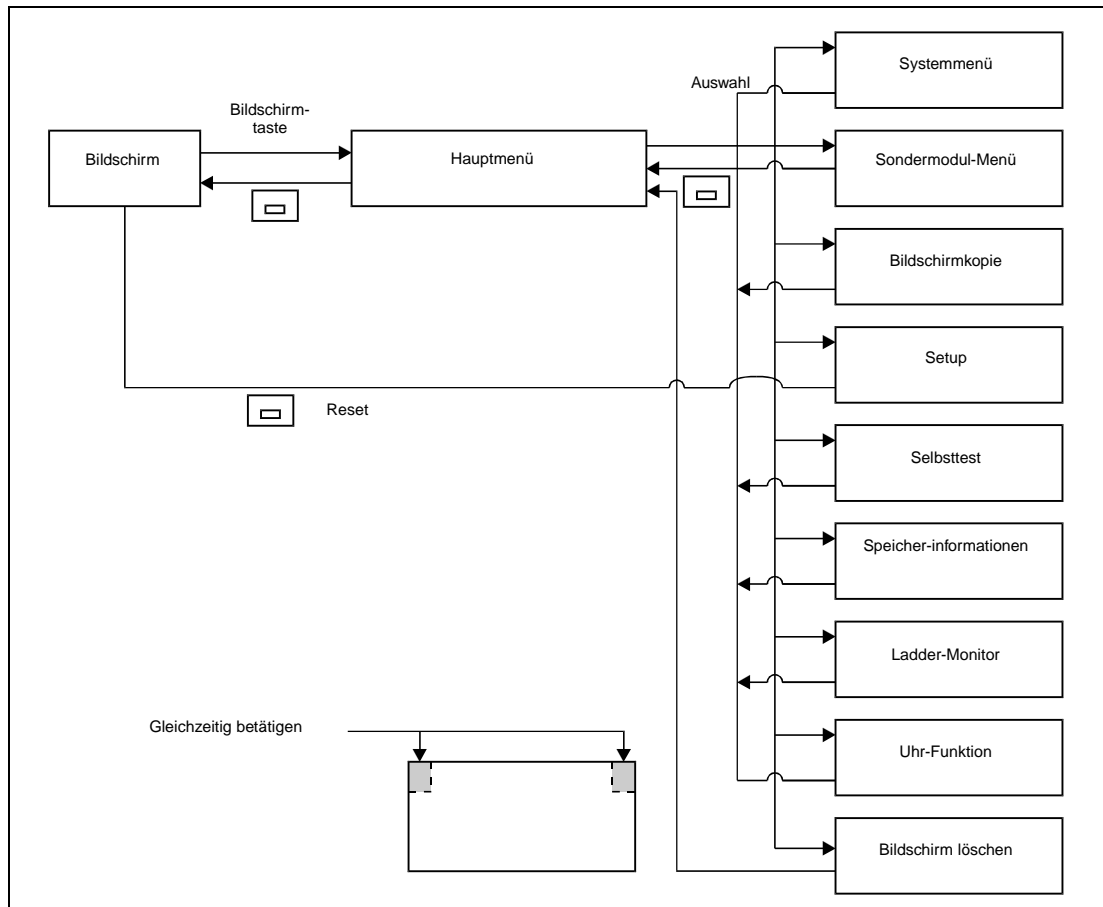 Systemmenü
Auswahl
Bildschirm-
taste
Bildschirm
Hauptmenü
Sondermodul-Menü
Bildschirmkopie
Setup
Reset
Selbsttest
Speicher-informationen
Ladder-Monitor
Gleichzeitig betätigen
Uhr-Funktion
Bildschirm löschen